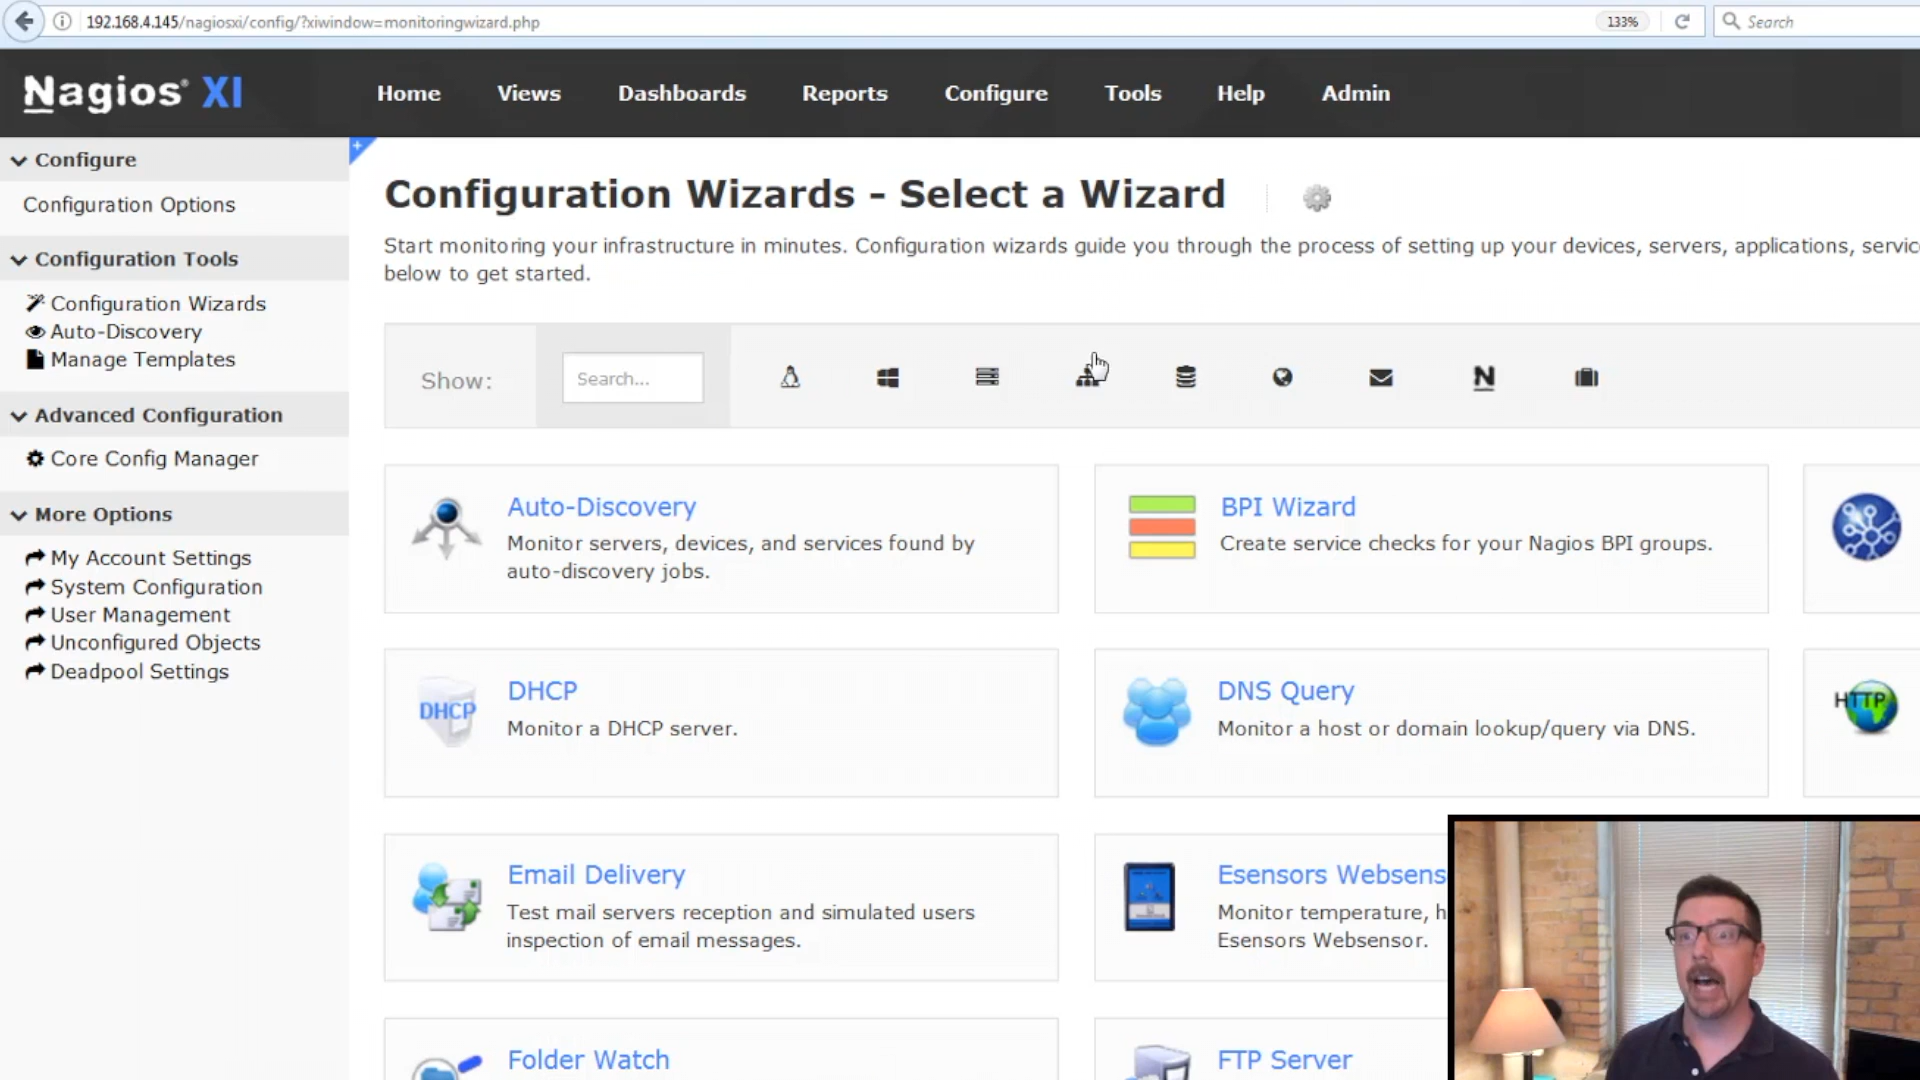 192.168.4.145/nagiosxi/config/?xiwindow=monitoringwizard.php
133%
Search
Nagios® XI
Home
Views
Dashboards
Reports
Configure
Tools
Help
Admin
Configure
Configuration Options
Configuration Tools
Configuration Wizards
Auto-Discovery
Manage Templates
Advanced Configuration
Core Config Manager
More Options
My Account Settings
System Configuration
User Management
Unconfigured Objects
Deadpool Settings
Configuration Wizards - Select a Wizard
Start monitoring your infrastructure in minutes. Configuration wizards guide you through the process of setting up your devices, servers, applications, servic
below to get started.
Show:
Search...
N
Auto-Discovery
Monitor servers, devices, and services found by
auto-discovery jobs.
BPI Wizard
Create service checks for your Nagios BPI groups.
DHCP
DHCP
Monitor a DHCP server.
DNS Query
Monitor a host or domain lookup/query via DNS.
HTTP
Email Delivery
Test mail servers reception and simulated users
inspection of email messages.
Esensors Websens
Monitor temperature, h
Esensors Websensor.
Folder Watch
FTP Server